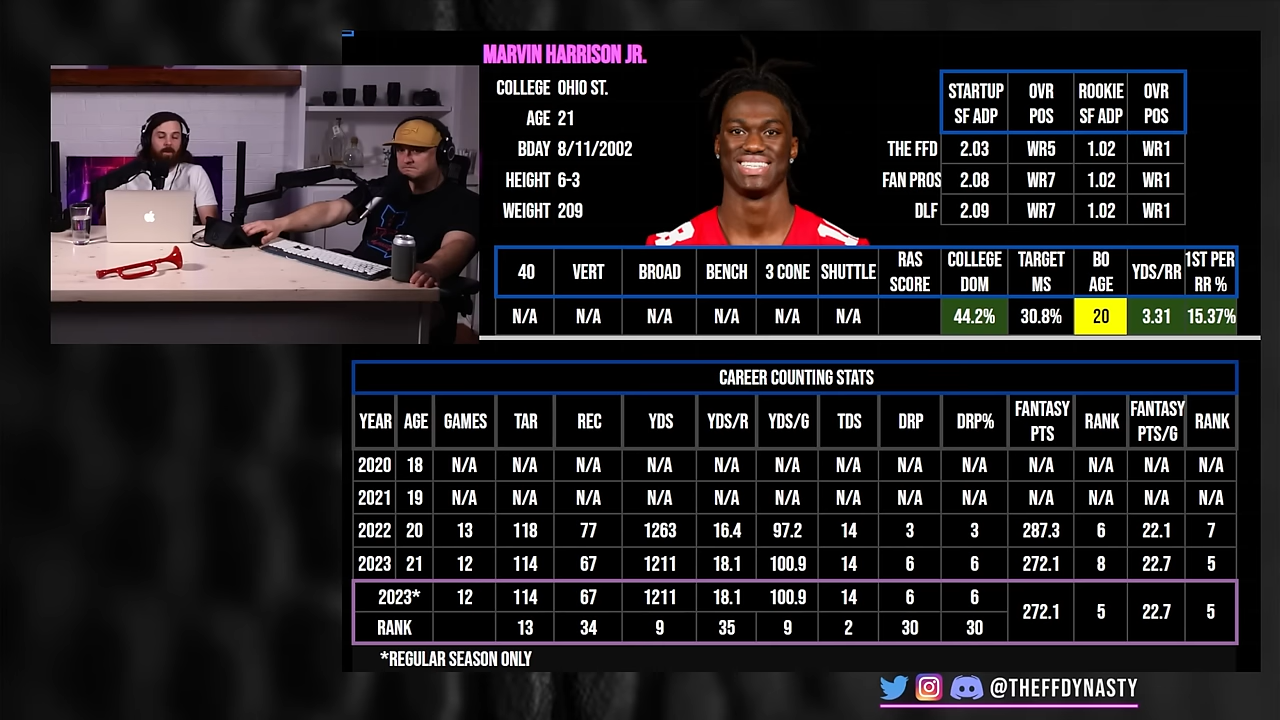 MARVIN HARRISON JR.
COLLEGE OHIO ST.
AGE 21
BDAY 8/11/2002
HEIGHT 6-3
WEIGHT 209
STARTUP SF ADP OVR POS ROOKIE SF ADP OVR POS
THE FFD 2.03 WR5 1.02 WR1
FAN PROS 2.08 WR7 1.02 WR1
DLF 2.09 WR7 1.02 WR1
40 VERT BROAD BENCH 3 CONE SHUTTLE RAS SCORE COLLEGE DOM TARGET MS BO AGE YDS/RR 1ST PER RR %
N/A N/A N/A N/A N/A N/A 44.2% 30.8% 20 3.31 15.37%
CAREER COUNTING STATS
YEAR AGE GAMES TAR REC YDS YDS/R YDS/G TDS DRP DRP% FANTASY PTS RANK FANTASY PTS/G RANK
2020 18 N/A N/A N/A N/A N/A N/A N/A N/A N/A N/A N/A N/A N/A
2021 19 N/A N/A N/A N/A N/A N/A N/A N/A N/A N/A N/A N/A N/A
2022 20 13 118 77 1263 16.4 97.2 14 3 3 287.3 6 22.1 7
2023 21 12 114 67 1211 18.1 100.9 14 6 6 272.1 8 22.7 5
2023* 12 114 67 1211 18.1 100.9 14 6 6 272.1 5 22.7 5
RANK 13 34 9 35 9 2 30 30
*REGULAR SEASON ONLY
@THEFFDYNASTY